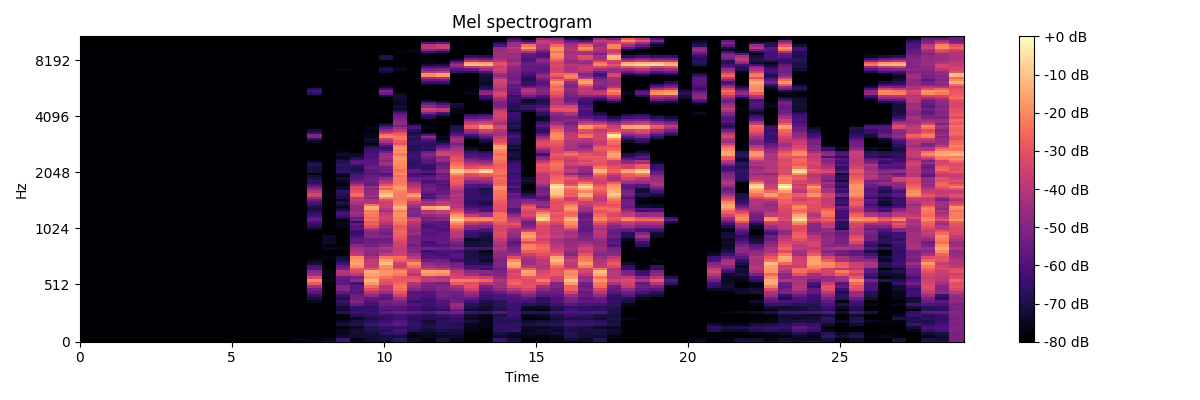 Mel spectrogram
8192
4096
2048
1024
512
0
Hz
0 5 10 15 20 25
Time
+0 dB
-10 dB
-20 dB
-30 dB
-40 dB
-50 dB
-60 dB
-70 dB
-80 dB